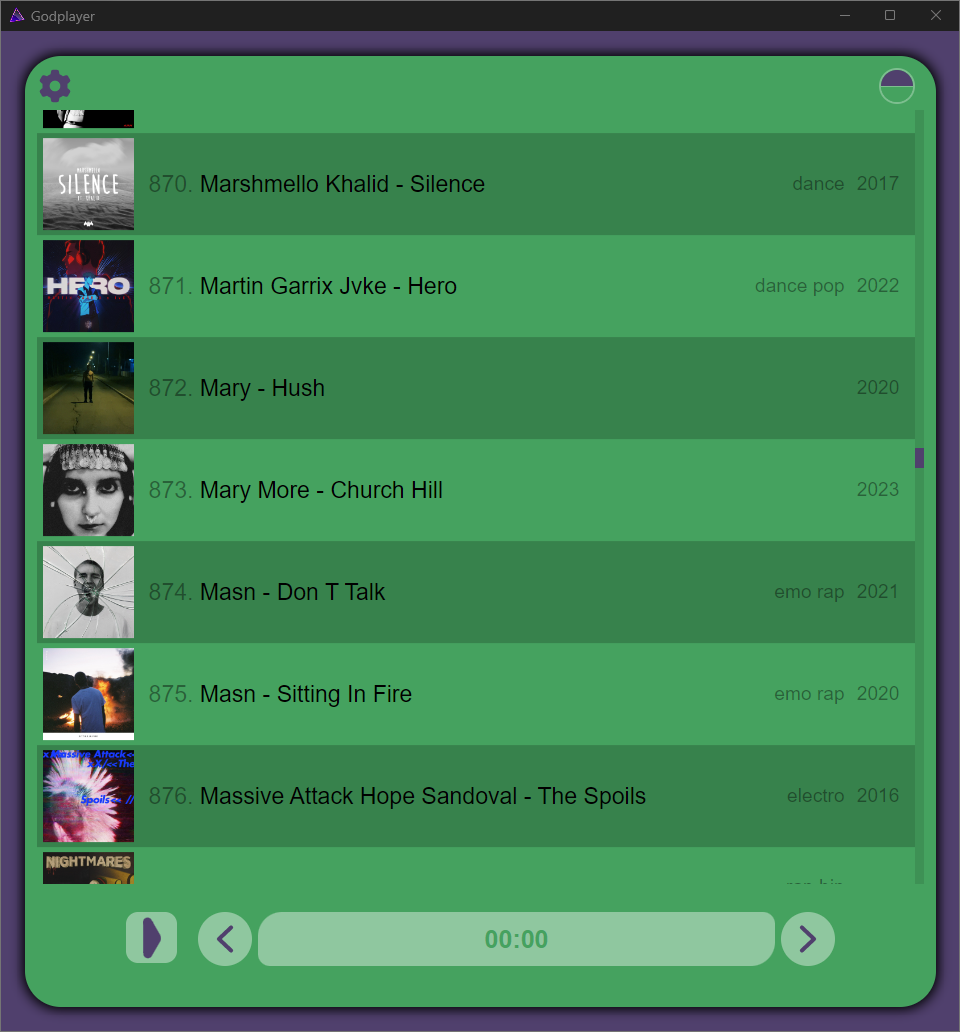 Godplayer
MARSHMELLO
SILENCE
FT. KHALID
870. Marshmello Khalid - Silence
dance 2017
HERO
871. Martin Garrix Jvke - Hero
dance pop 2022
872. Mary - Hush
2020
873. Mary More - Church Hill
2023
874. Masn - Don T Talk
emo rap 2021
875. Masn - Sitting In Fire
emo rap 2020
Massive Attack
The
Spoils
876. Massive Attack Hope Sandoval - The Spoils
electro 2016
NIGHTMARES
00:00